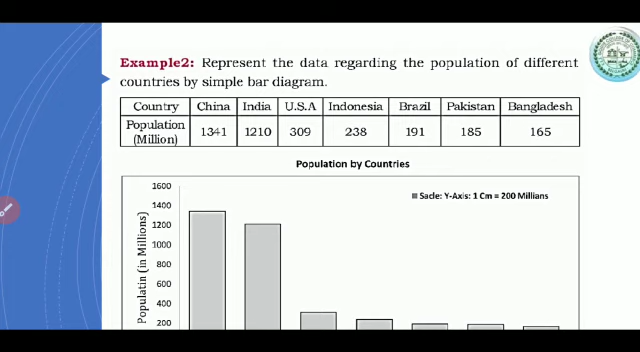 Example2: Represent the data regarding the population of different
countries by simple bar diagram.
Country China India U.S.A Indonesia Brazil Pakistan Bangladesh
Population (Million) 1341 1210 309 238 191 185 165
Population by Countries
Sacle: Y-Axis: 1 Cm = 200 Millians
Populatin (in Millions)
1600
1400
1200
1000
800
600
400
200